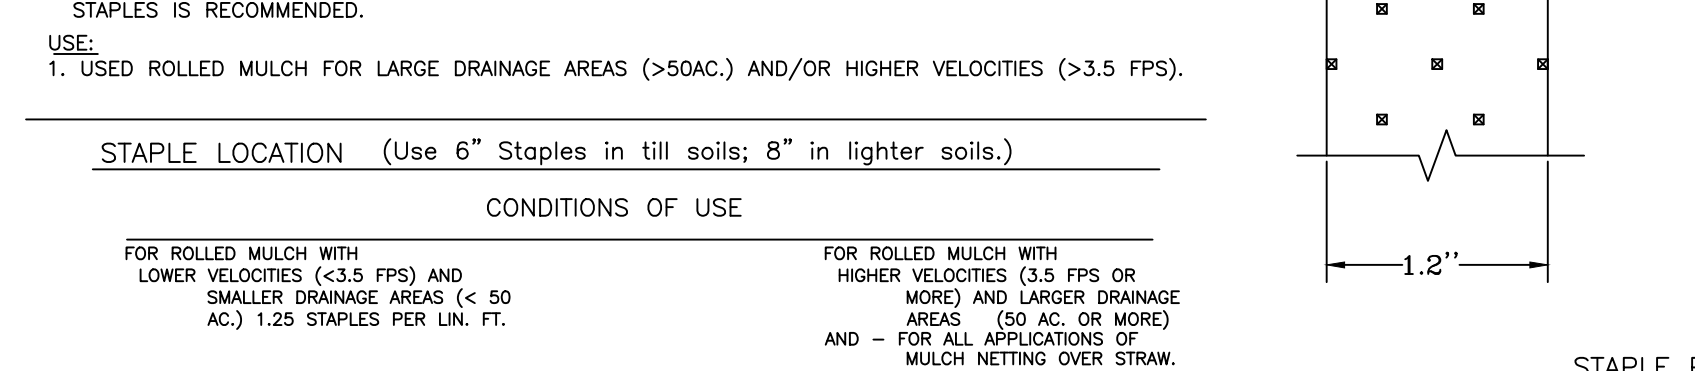 STAPLES IS RECOMMENDED.
USE:
1. USED ROLLED MULCH FOR LARGE DRAINAGE AREAS (>50AC.) AND/OR HIGHER VELOCITIES (>3.5 FPS).
STAPLE LOCATION (Use 6" Staples in till soils; 8" in lighter soils.)
CONDITIONS OF USE
FOR ROLLED MULCH WITH
LOWER VELOCITIES (<3.5 FPS) AND
SMALLER DRAINAGE AREAS (< 50
AC.) 1.25 STAPLES PER LIN. FT.
FOR ROLLED MULCH WITH
HIGHER VELOCITIES (3.5 FPS OR
MORE) AND LARGER DRAINAGE
AREAS (50 AC. OR MORE)
AND – FOR ALL APPLICATIONS OF
MULCH NETTING OVER STRAW.
1.2''
STAPLE